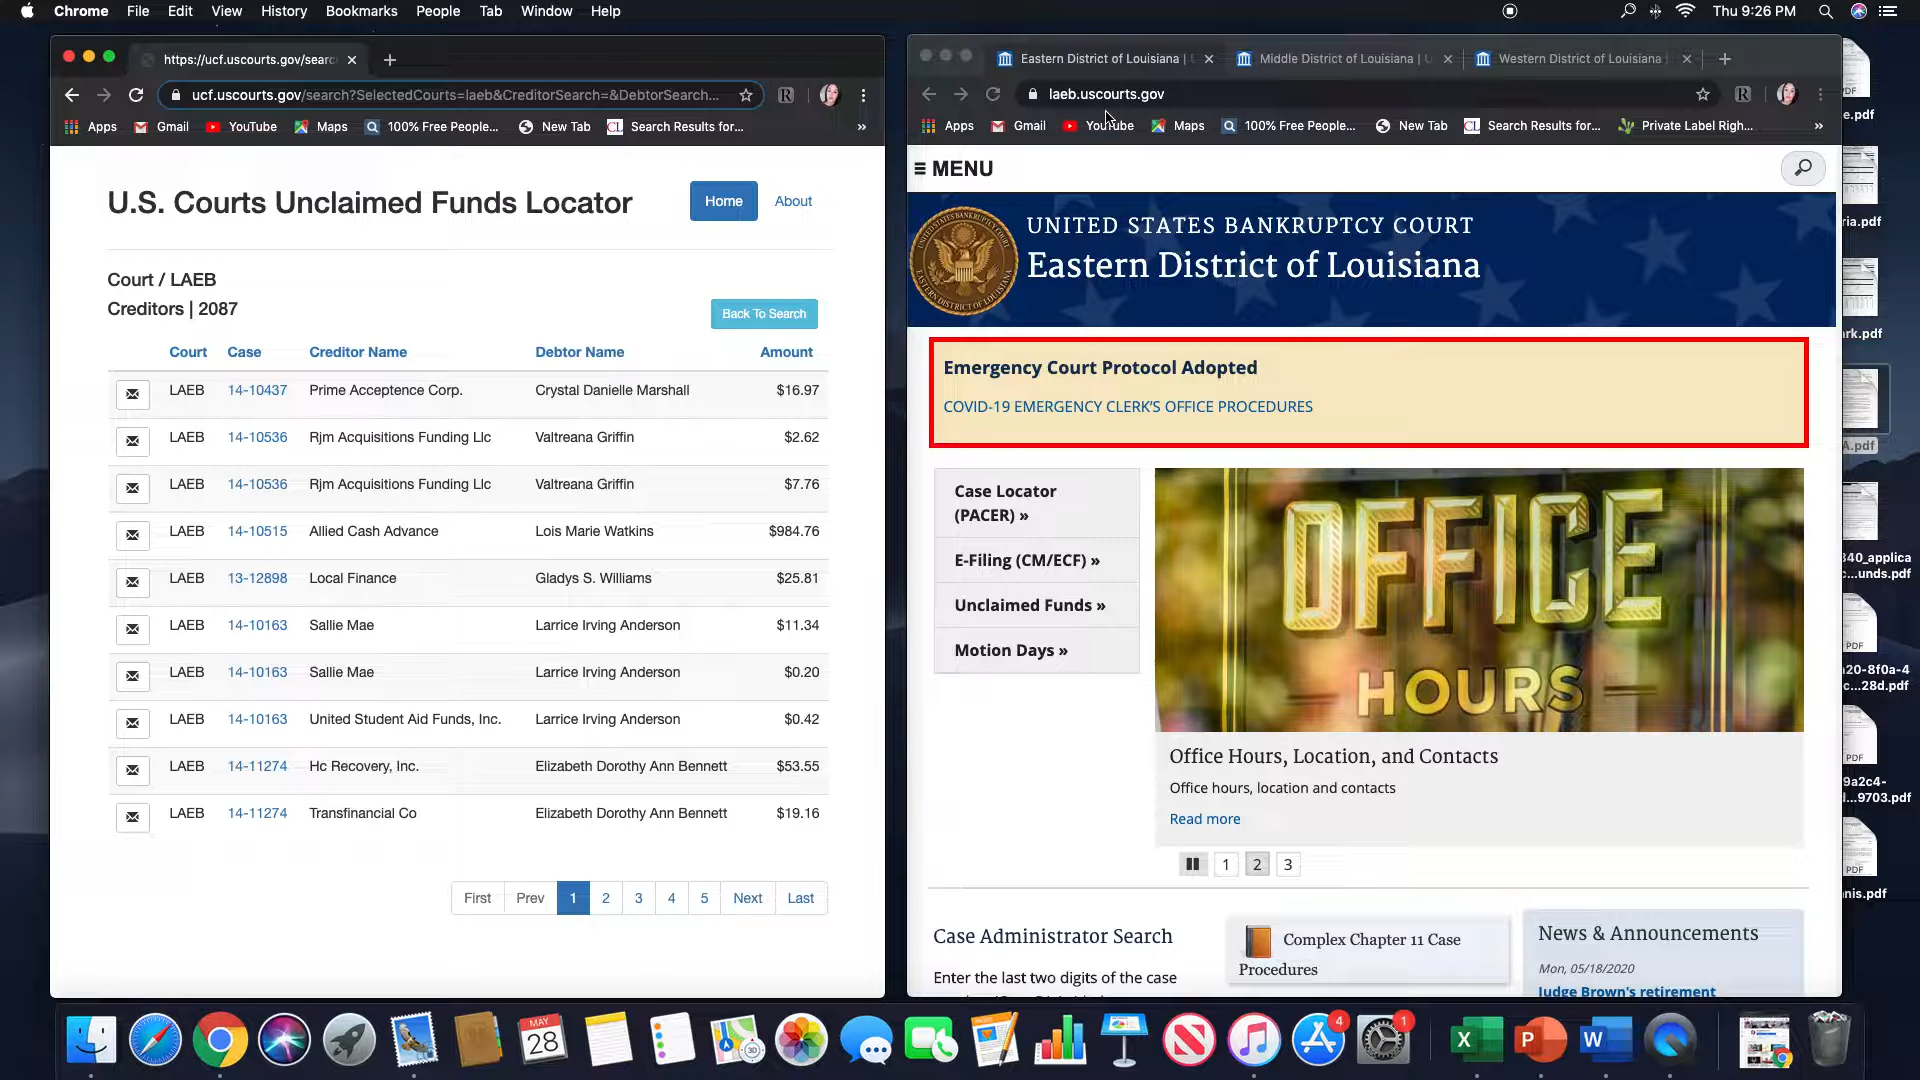 Chrome File Edit View History Bookmarks People Tab Window Help
Thu 9:26 PM
https://ucf.uscourts.gov/searc
ucf.uscourts.gov/search?SelectedCourts=laeb&CreditorSearch=&DebtorSearch...
Apps Gmail YouTube Maps 100% Free People... New Tab CL Search Results for... »
U.S. Courts Unclaimed Funds Locator
Home About
Court / LAEB
Creditors | 2087
Back To Search
Court Case Creditor Name Debtor Name Amount
LAEB 14-10437 Prime Acceptence Corp. Crystal Danielle Marshall $16.97
LAEB 14-10536 Rjm Acquisitions Funding Llc Valtreana Griffin $2.62
LAEB 14-10536 Rjm Acquisitions Funding Llc Valtreana Griffin $7.76
LAEB 14-10515 Allied Cash Advance Lois Marie Watkins $984.76
LAEB 13-12898 Local Finance Gladys S. Williams $25.81
LAEB 14-10163 Sallie Mae Larrice Irving Anderson $11.34
LAEB 14-10163 Sallie Mae Larrice Irving Anderson $0.20
LAEB 14-10163 United Student Aid Funds, Inc. Larrice Irving Anderson $0.42
LAEB 14-11274 Hc Recovery, Inc. Elizabeth Dorothy Ann Bennett $53.55
LAEB 14-11274 Transfinancial Co Elizabeth Dorothy Ann Bennett $19.16
First Prev 1 2 3 4 5 Next Last
Eastern District of Louisiana | Middle District of Louisiana | Western District of Louisiana
laeb.uscourts.gov
Apps Gmail YouTube Maps 100% Free People... New Tab CL Search Results for... Private Label Righ... »
≡ MENU
UNITED STATES BANKRUPTCY COURT
Eastern District of Louisiana
Emergency Court Protocol Adopted
COVID-19 EMERGENCY CLERK'S OFFICE PROCEDURES
Case Locator
(PACER) »
E-Filing (CM/ECF) »
Unclaimed Funds »
Motion Days »
OFFICE
HOURS
Office Hours, Location, and Contacts
Office hours, location and contacts
Read more
1 2 3
Case Administrator Search
Enter the last two digits of the case
Complex Chapter 11 Case
Procedures
News & Announcements
Mon, 05/18/2020
Judge Brown's retirement
e.pdf
ria.pdf
rk.pdf
A.pdf
340_applica
c...unds.pdf
PDF
a20-8f0a-4
c...28d.pdf
PDF
9a2c4-
d...9703.pdf
PDF
nis.pdf
MAY
28
3D
4
1
X
P
W